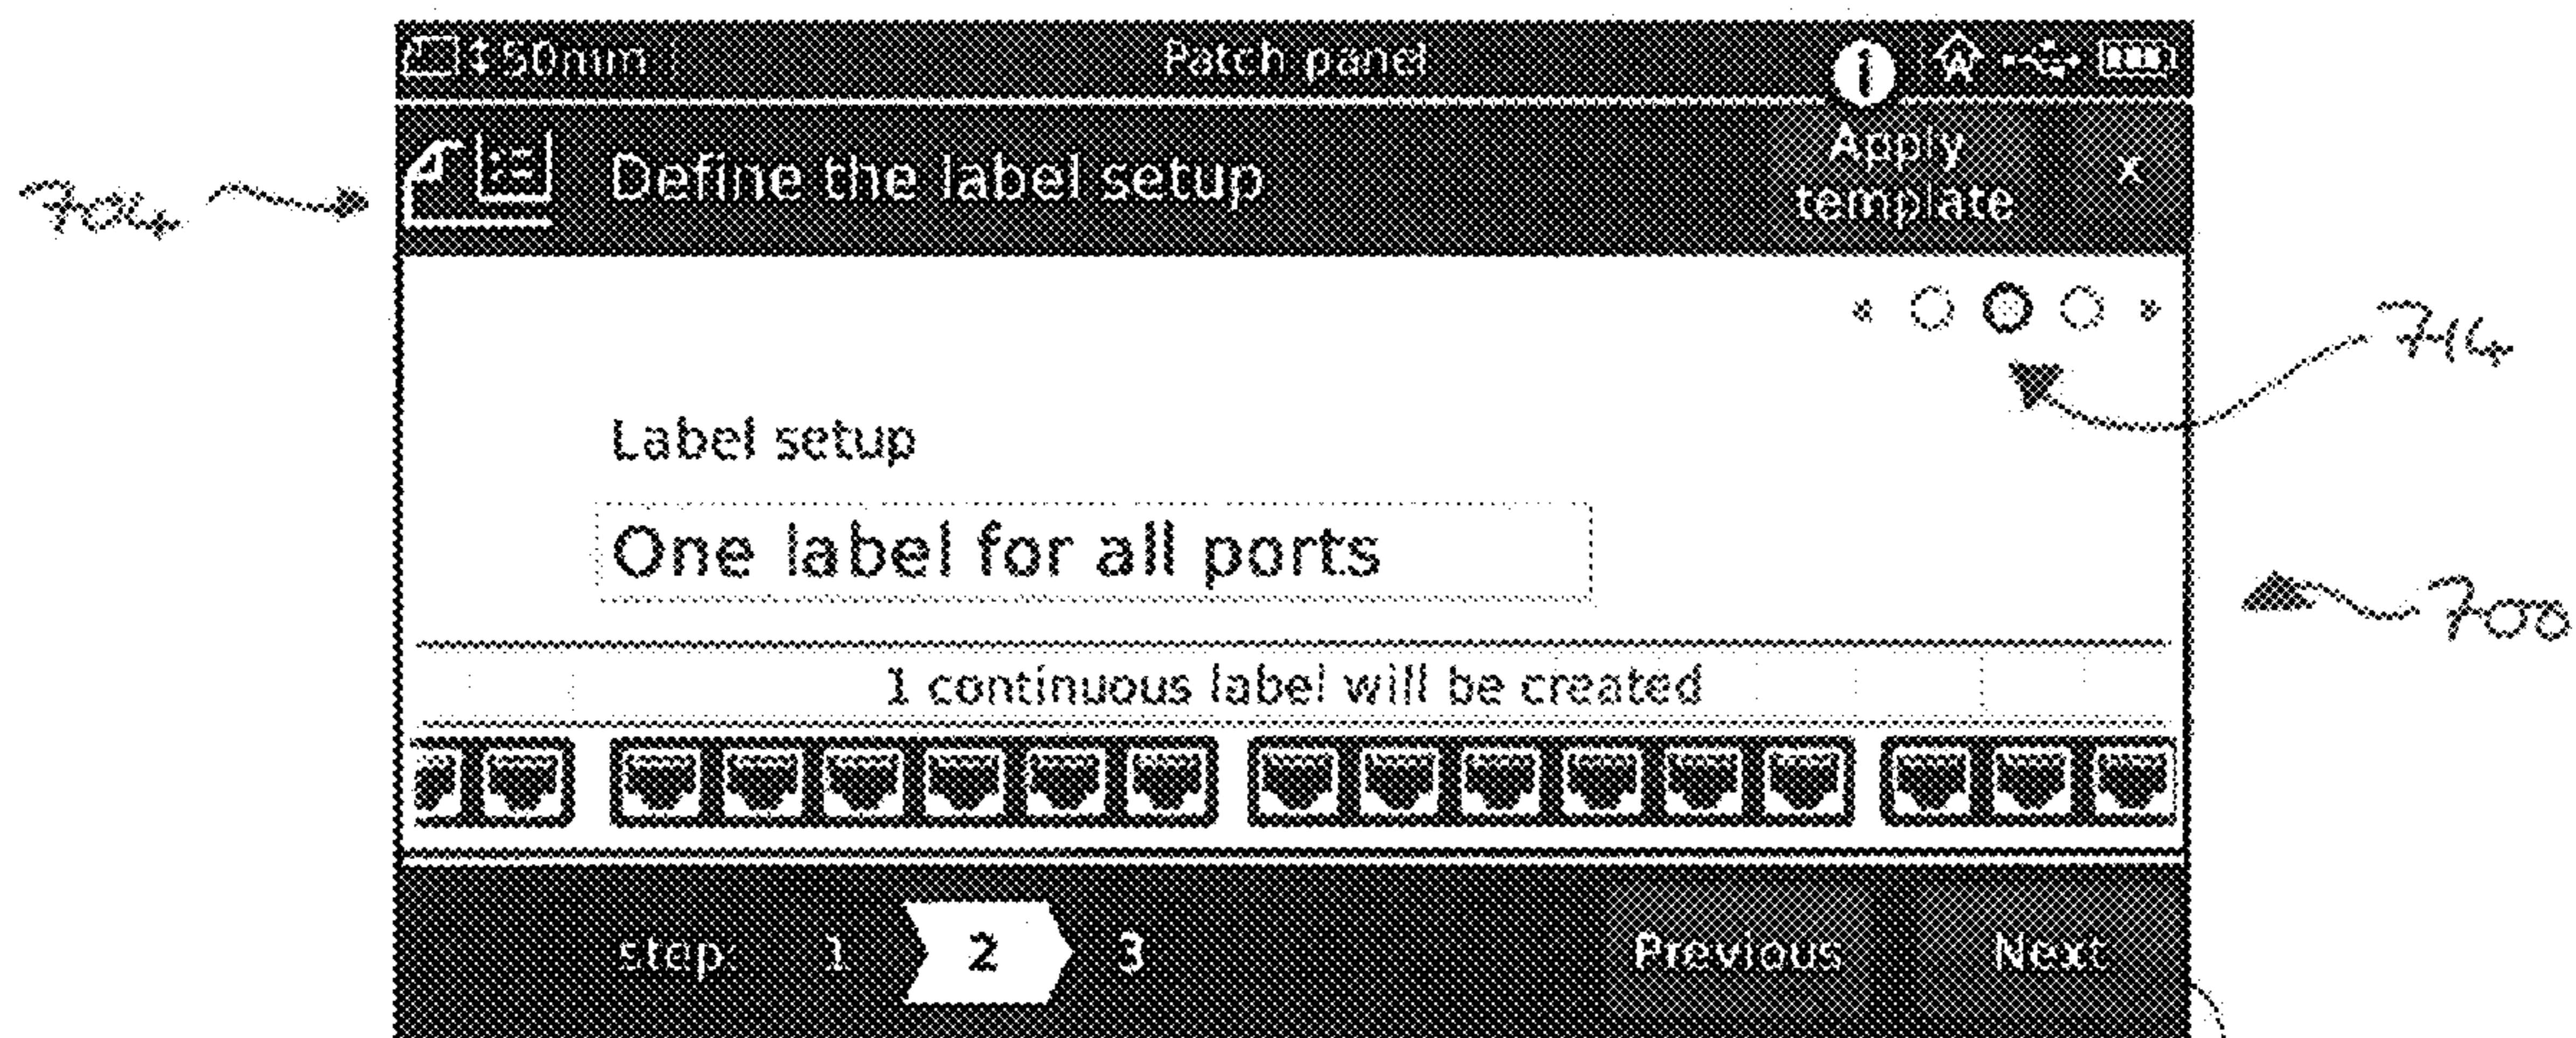 50mm Patch panel
Define the label setup Apply template x
704
714
Label setup
One label for all ports
700
1 continuous label will be created
step: 1 2 3 Previous Next